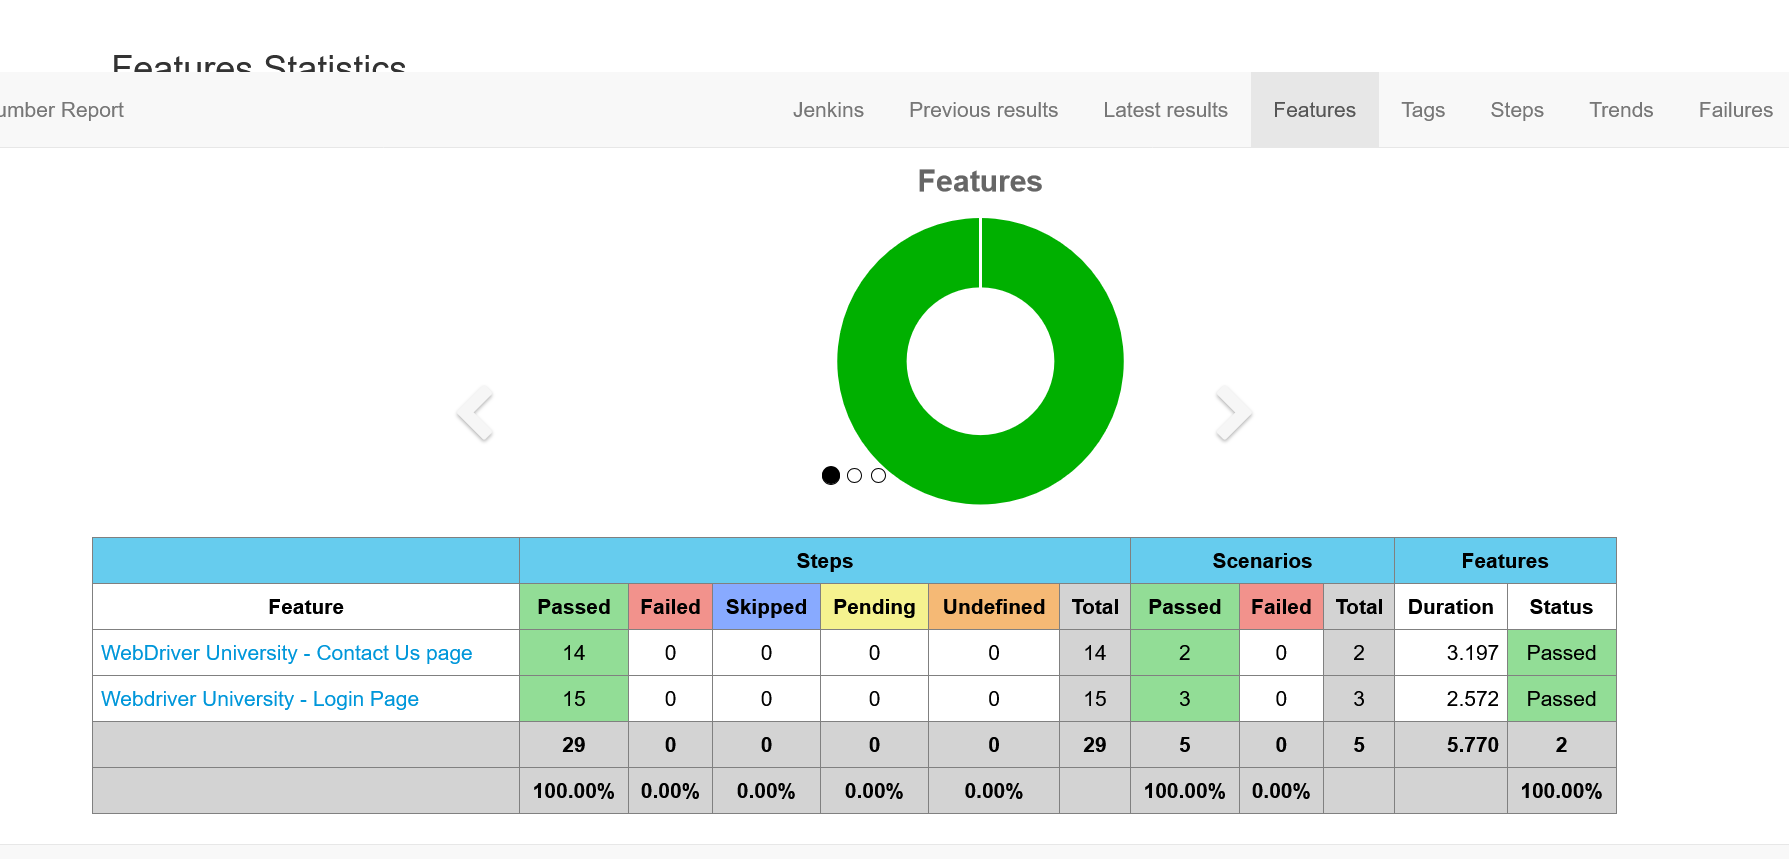 Features Statistics
umber Report Jenkins Previous results Latest results Features Tags Steps Trends Failures
Features
Steps Scenarios Features
Feature Passed Failed Skipped Pending Undefined Total Passed Failed Total Duration Status
WebDriver University - Contact Us page 14 0 0 0 0 14 2 0 2 3.197 Passed
Webdriver University - Login Page 15 0 0 0 0 15 3 0 3 2.572 Passed
29 0 0 0 0 29 5 0 5 5.770 2
100.00% 0.00% 0.00% 0.00% 0.00% 100.00% 0.00% 100.00%